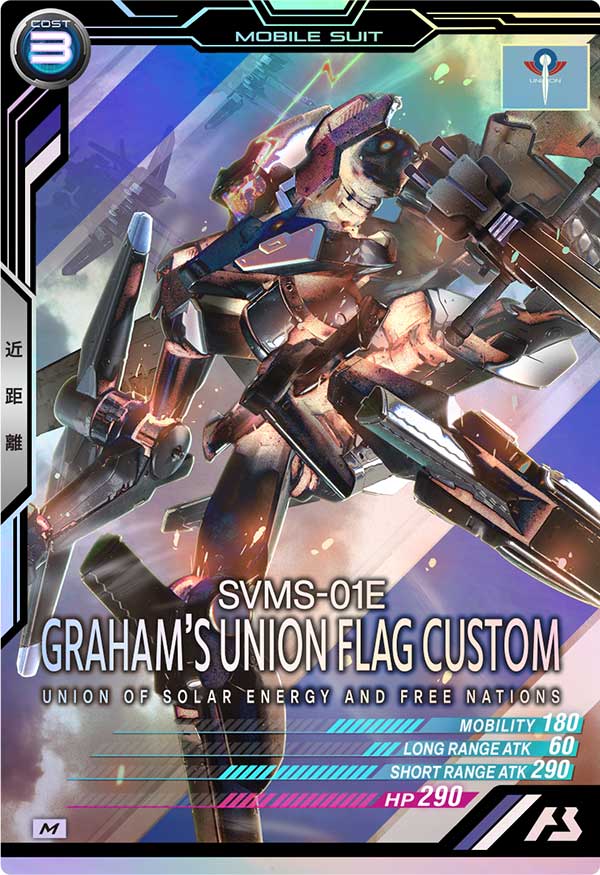 COST
3
MOBILE SUIT
UNION
近距離
SVMS-01E
GRAHAM'S UNION FLAG CUSTOM
UNION OF SOLAR ENERGY AND FREE NATIONS
MOBILITY 180
LONG RANGE ATK 60
SHORT RANGE ATK 290
HP 290
M